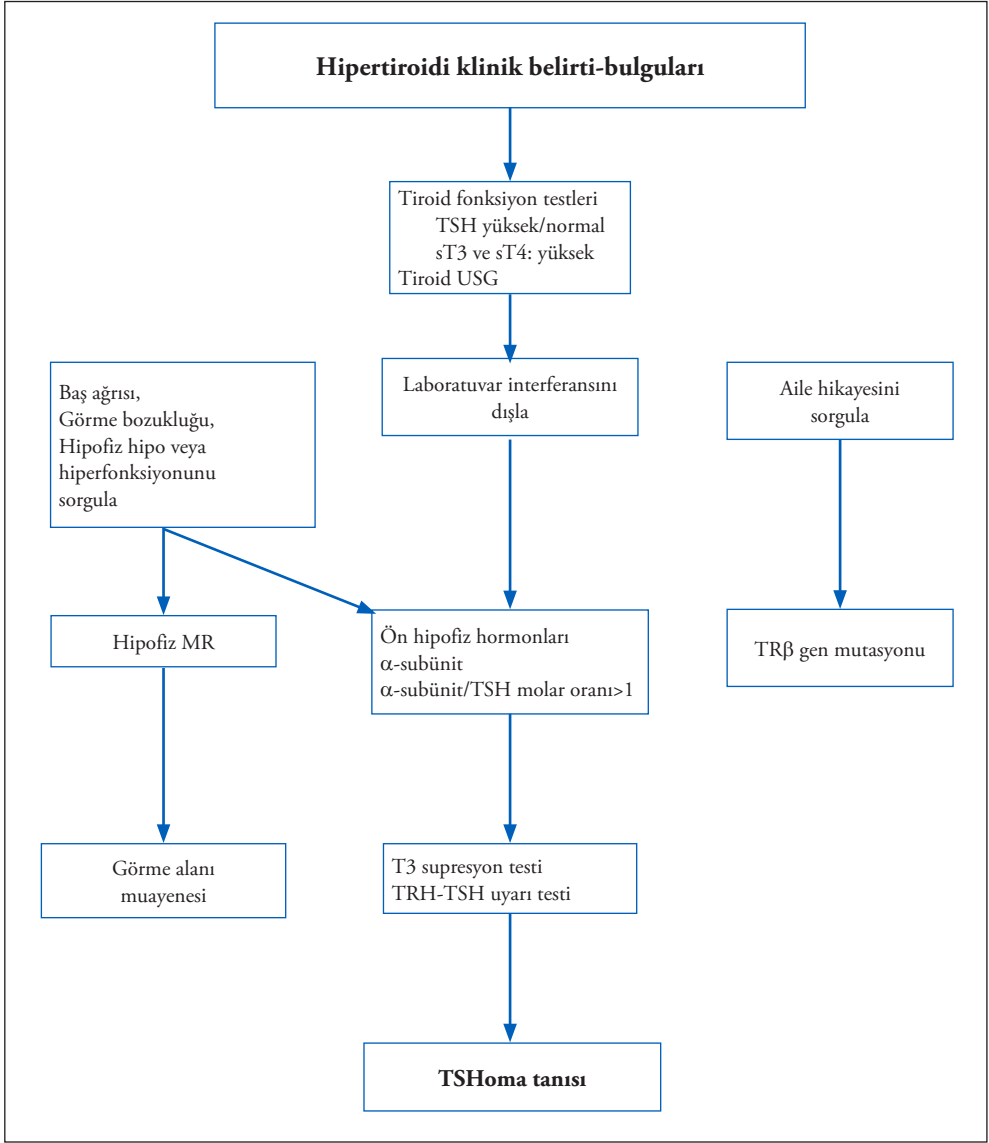 Hipertiroidi klinik belirti-bulguları
Tiroid fonksiyon testleri
TSH yüksek/normal
sT3 ve sT4: yüksek
Tiroid USG
Baş ağrısı,
Görme bozukluğu,
Hipofiz hipo veya
hiperfonksiyonunu
sorgula
Laboratuvar interferansını
dışla
Aile hikayesini
sorgula
Hipofiz MR
Ön hipofiz hormonları
α-subünit
α-subünit/TSH molar oranı>1
TRβ gen mutasyonu
Görme alanı
muayenesi
T3 supresyon testi
TRH-TSH uyarı testi
TSHoma tanısı